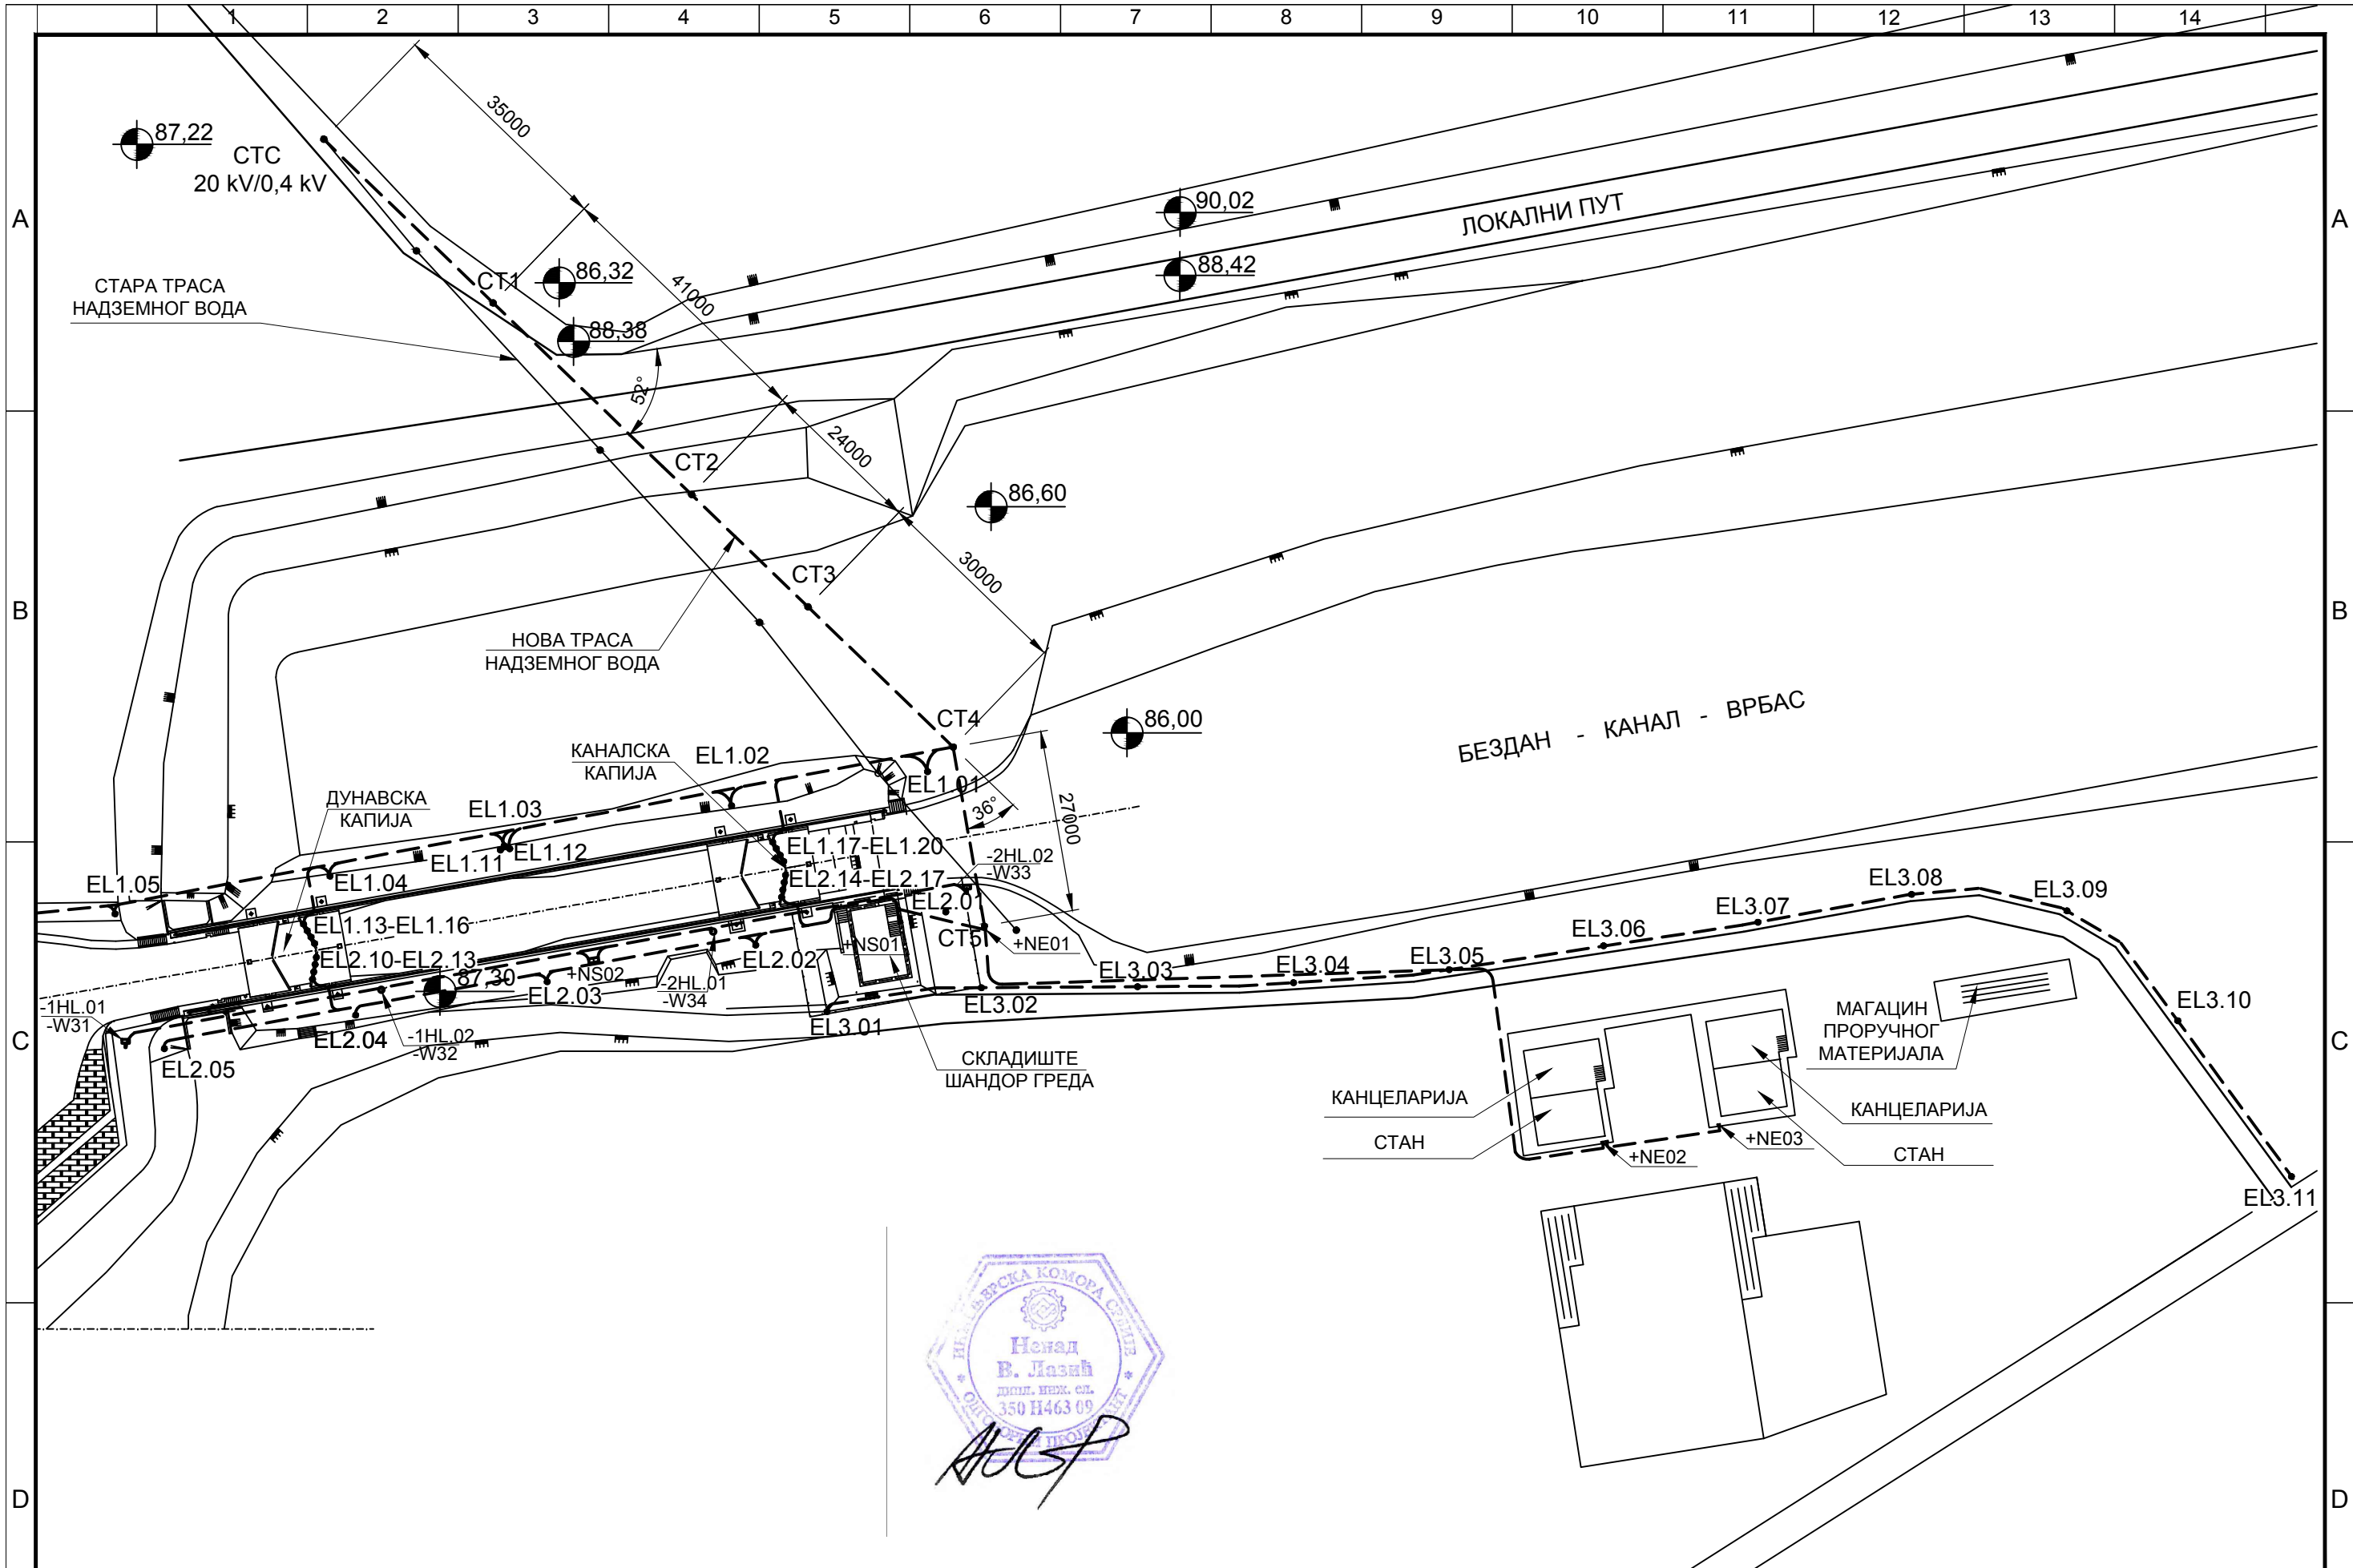 1 2 3 4 5 6 7 8 9 10 11 12 13 14
A
A
B
B
C
C
D
D
87,22
СТС
20 kV/0,4 kV
35000
90,02
ЛОКАЛНИ ПУТ
88,42
86,32
СТ1
41000
СТАРА ТРАСА
НАДЗЕМНОГ ВОДА
88,38
52°
24000
СТ2
86,60
30000
СТ3
НОВА ТРАСА
НАДЗЕМНОГ ВОДА
СТ4
86,00
БЕЗДАН - КАНАЛ - ВРБАС
КАНАЛСКА
КАПИЈА
EL1.02
EL1.01
36°
27000
ДУНАВСКА
КАПИЈА
EL1.03
EL1.11
EL1.12
EL1.17-EL1.20
-2HL.02
-W33
EL1.05
EL1.04
EL2.14-EL2.17
EL2.01
EL3.08
EL3.09
EL1.13-EL1.16
СТ5
+NE01
EL3.07
EL3.06
+NS01
EL2.02
EL2.10-EL2.13
87,30
+NS02
EL2.03
-2HL.01
-W34
EL3.03
EL3.04
EL3.05
EL3.02
EL3.01
-1HL.01
-W31
EL2.04
-1HL.02
-W32
EL2.05
МАГАЦИН
ПРОРУЧНОГ
МАТЕРИЈАЛА
EL3.10
СКЛАДИШТЕ
ШАНДОР ГРЕДА
КАНЦЕЛАРИЈА
СТАН
КАНЦЕЛАРИЈА
СТАН
+NE03
+NE02
EL3.11
КОМОРА
Ненад
В. Лазић
дипл. инж. ел.
350 Н463 09